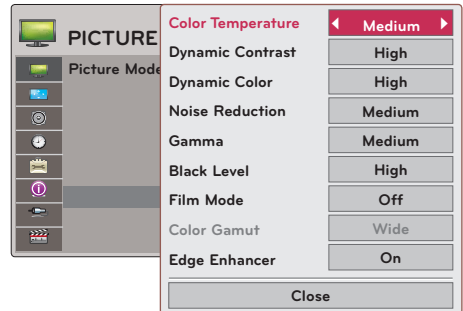 PICTURE
Picture Mode
Color Temperature Medium
Dynamic Contrast High
Dynamic Color High
Noise Reduction Medium
Gamma Medium
Black Level High
Film Mode Off
Color Gamut Wide
Edge Enhancer On
Close